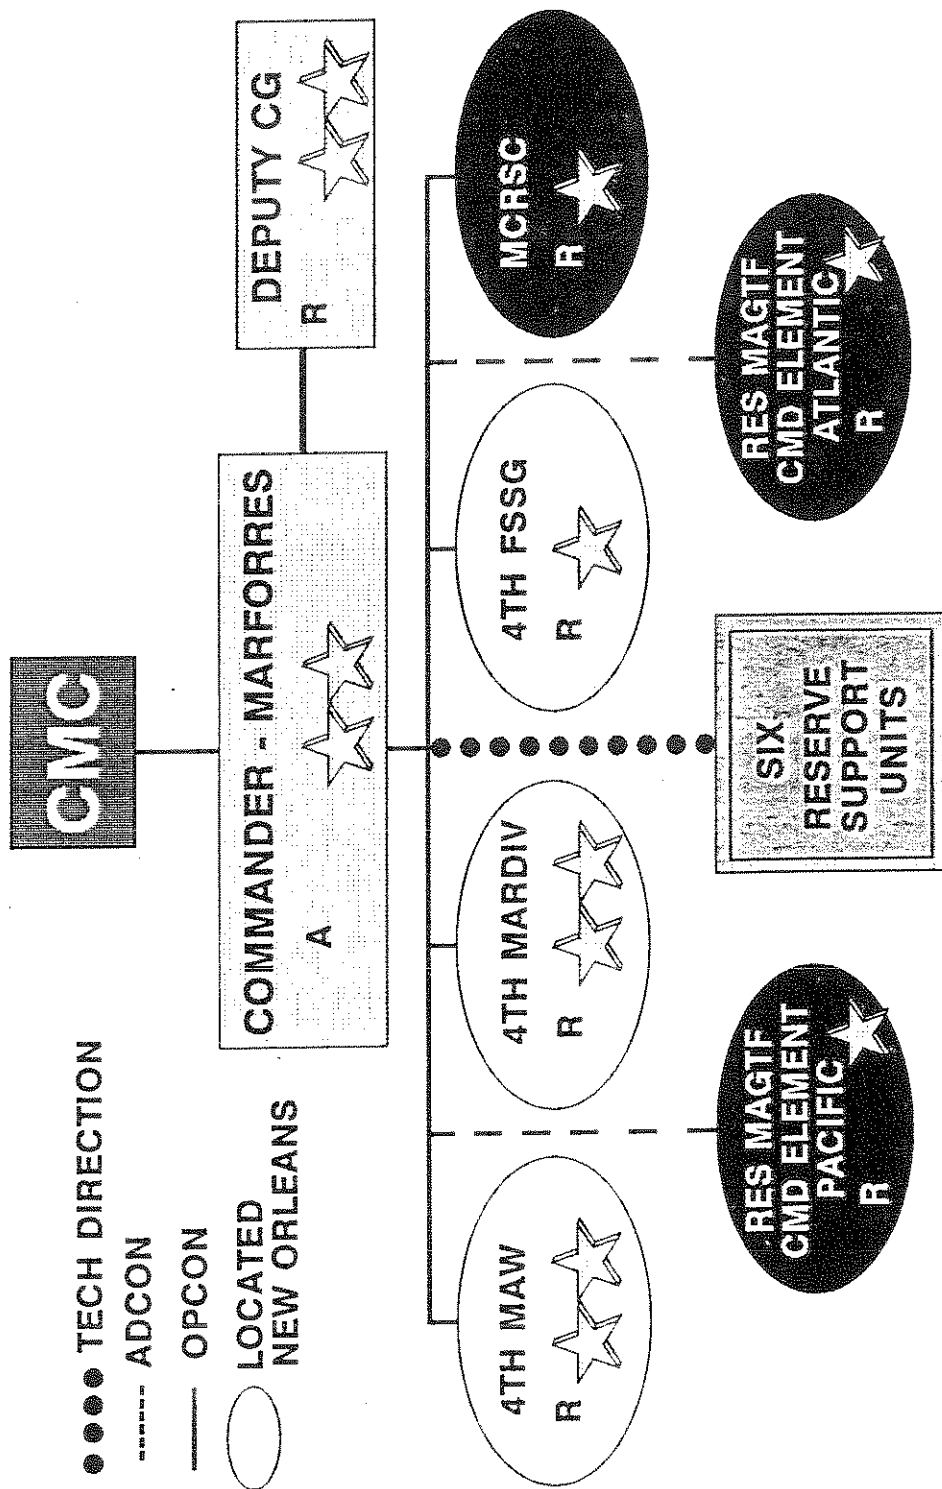 ●●●● TECH DIRECTION
---- ADCON
— OPCON
LOCATED
NEW ORLEANS
CMC
COMMANDER - MARFORRES
A
DEPUTY CG
R
4TH MAW
R
4TH MARDIV
R
4TH FSSG
R
MCRSC
R
RES MAGTF
CMD ELEMENT
PACIFIC
R
SIX
RESERVE
SUPPORT
UNITS
RES MAGTF
CMD ELEMENT
ATLANTIC
R